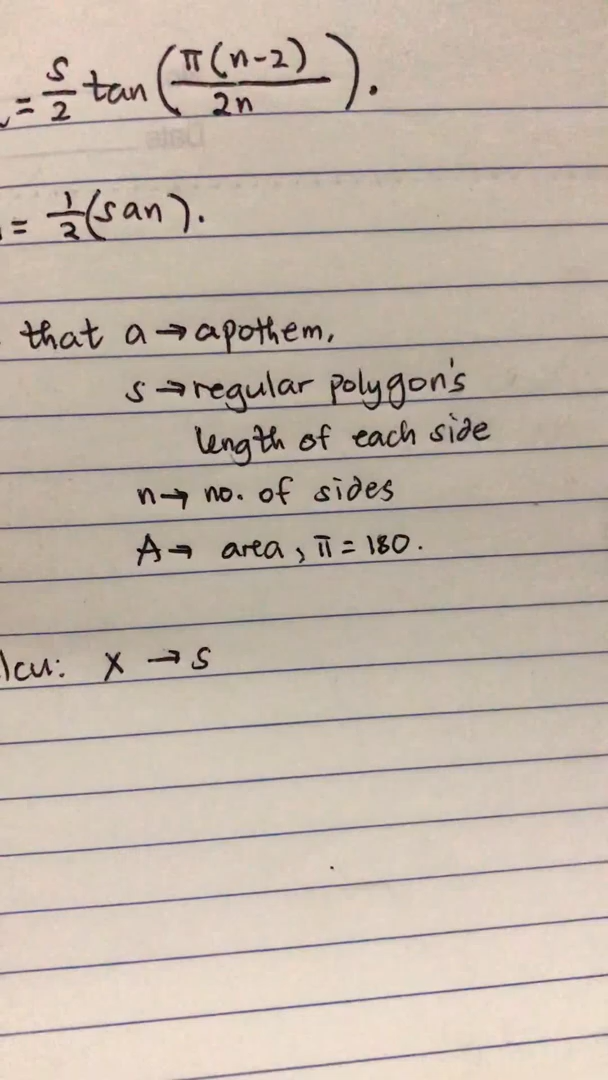 = s/2 tan(π(n-2)/2n).
= 1/2(san).
that a → apothem,
s → regular polygon's
length of each side
n → no. of sides
A → area, π = 180.
lcu: x → s